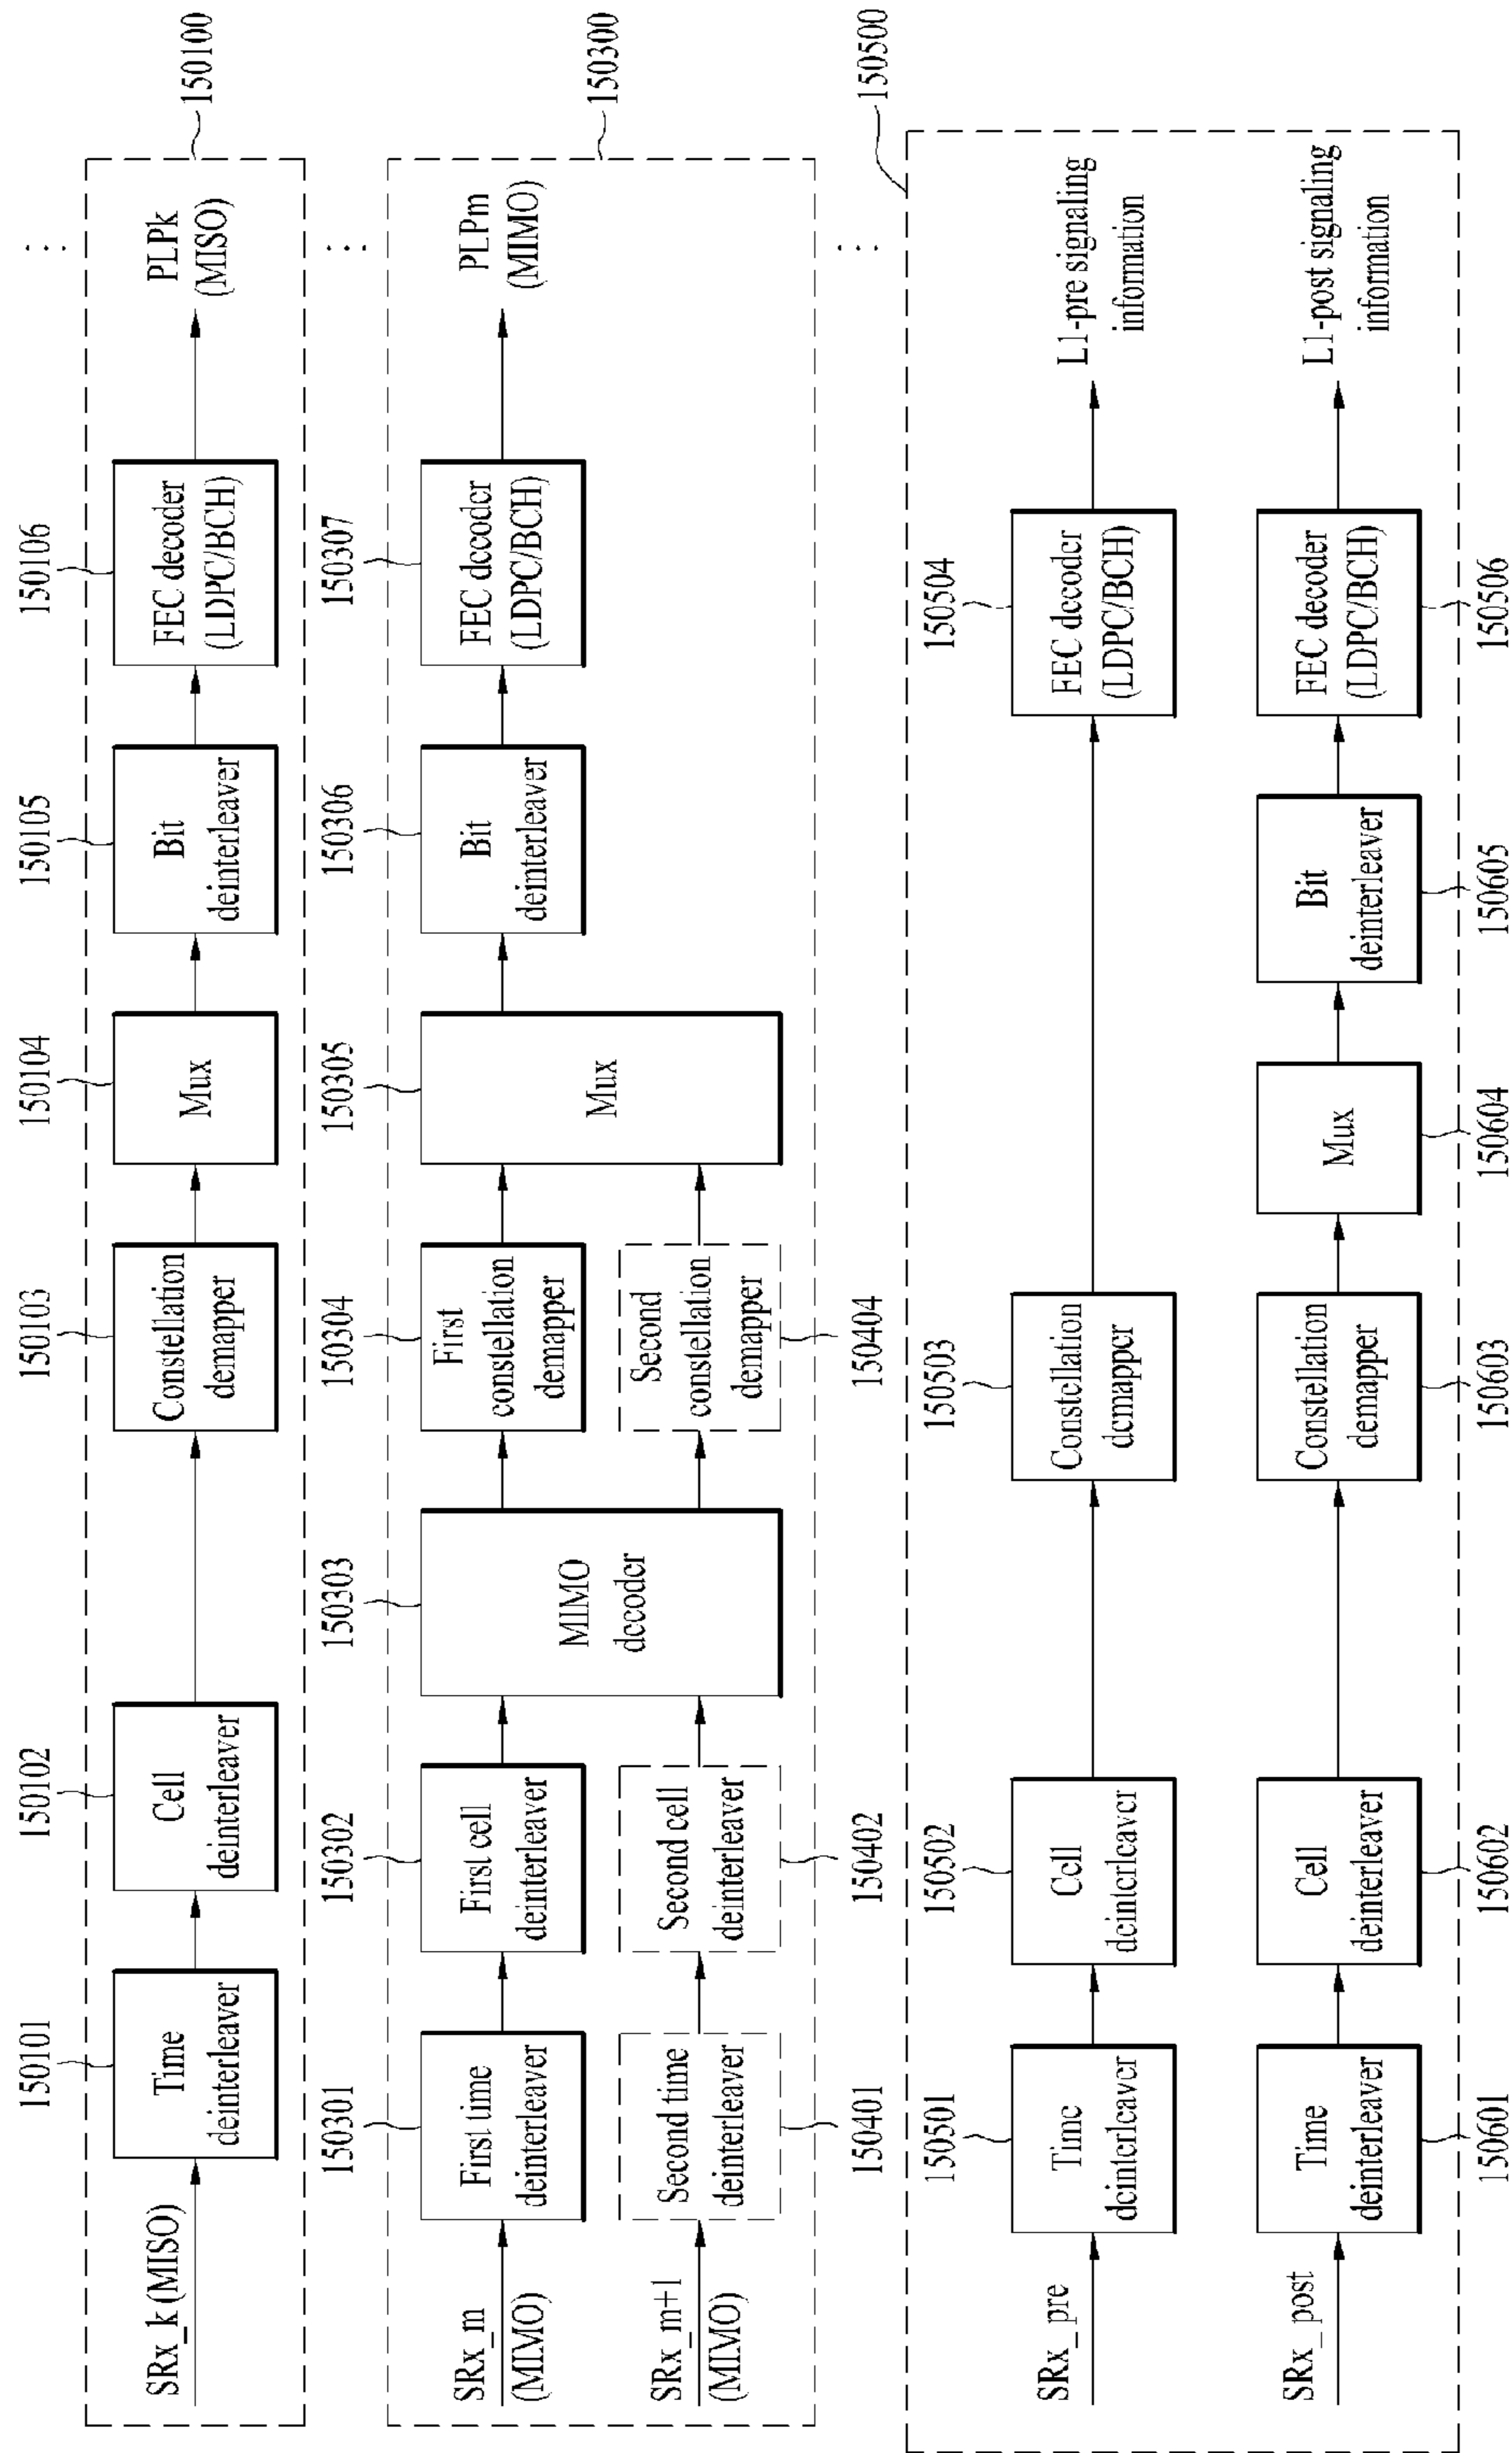 150101
150102
150103
150104
150105
150106
150100
SRx_k (MISO)
Time
deinterleaver
Cell
deinterleaver
Constellation
demapper
Mux
Bit
deinterleaver
FEC decoder
(LDPC/BCH)
PLPk
(MISO)
⋮
150301
150302
150303
150304
150305
150306
150307
150300
SRx_m
(MIMO)
First time
deinterleaver
First cell
deinterleaver
MIMO
decoder
First
constellation
demapper
Mux
Bit
deinterleaver
FEC decoder
(LDPC/BCH)
PLPm
(MIMO)
⋮
SRx_m+1
(MIMO)
Second time
deinterleaver
Second cell
deinterleaver
Second
constellation
demapper
150401
150402
150404
⋮
150500
150501
150502
150503
150504
SRx_pre
Time
deinterleaver
Cell
deinterleaver
Constellation
demapper
FEC decoder
(LDPC/BCH)
L1-pre signaling
information
SRx_post
Time
deinterleaver
Cell
deinterleaver
Constellation
demapper
Mux
Bit
deinterleaver
FEC decoder
(LDPC/BCH)
L1-post signaling
information
150601
150602
150603
150604
150605
150506